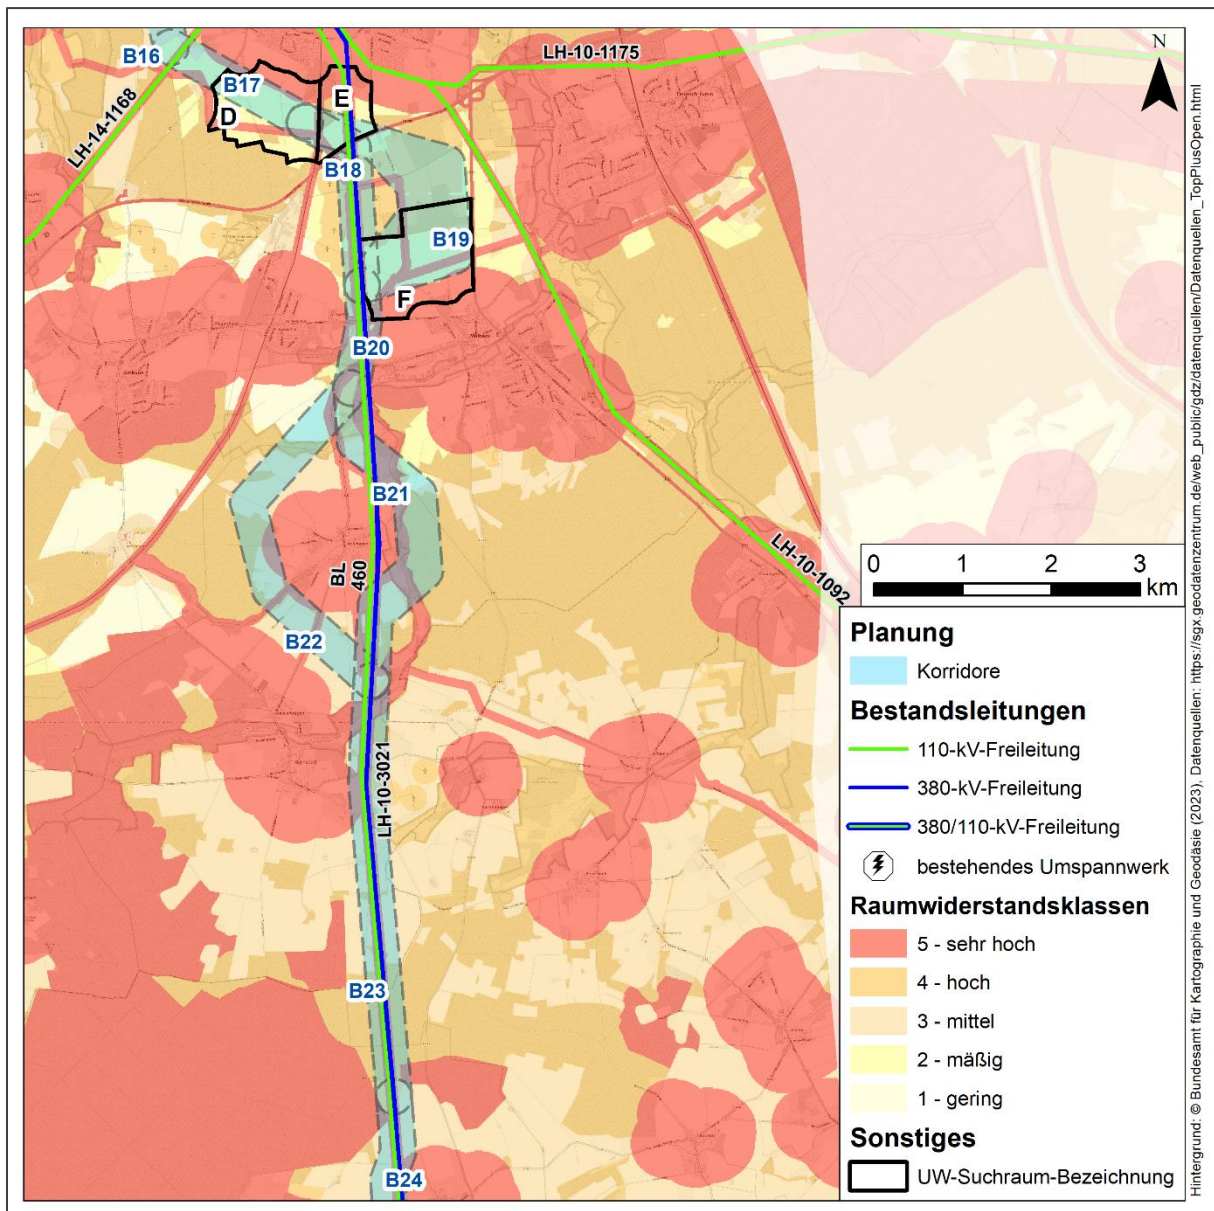 B16
LH-14-1168
B17
D
E
LH-10-1175
N
B18
B19
F
B20
B21
BL
460
B22
LH-10-1092
LH-10-3021
B23
B24
0 1 2 3
km
Planung
Korridore
Bestandsleitungen
110-kV-Freileitung
380-kV-Freileitung
380/110-kV-Freileitung
bestehendes Umspannwerk
Raumwiderstandsklassen
5 - sehr hoch
4 - hoch
3 - mittel
2 - mäßig
1 - gering
Sonstiges
UW-Suchraum-Bezeichnung
Hintergrund: © Bundesamt für Kartographie und Geodäsie (2023), Datenquellen: https://sgx.geodatenzentrum.de/web_public/gdz/datenquellen/Datenquellen_TopPlusOpen.html